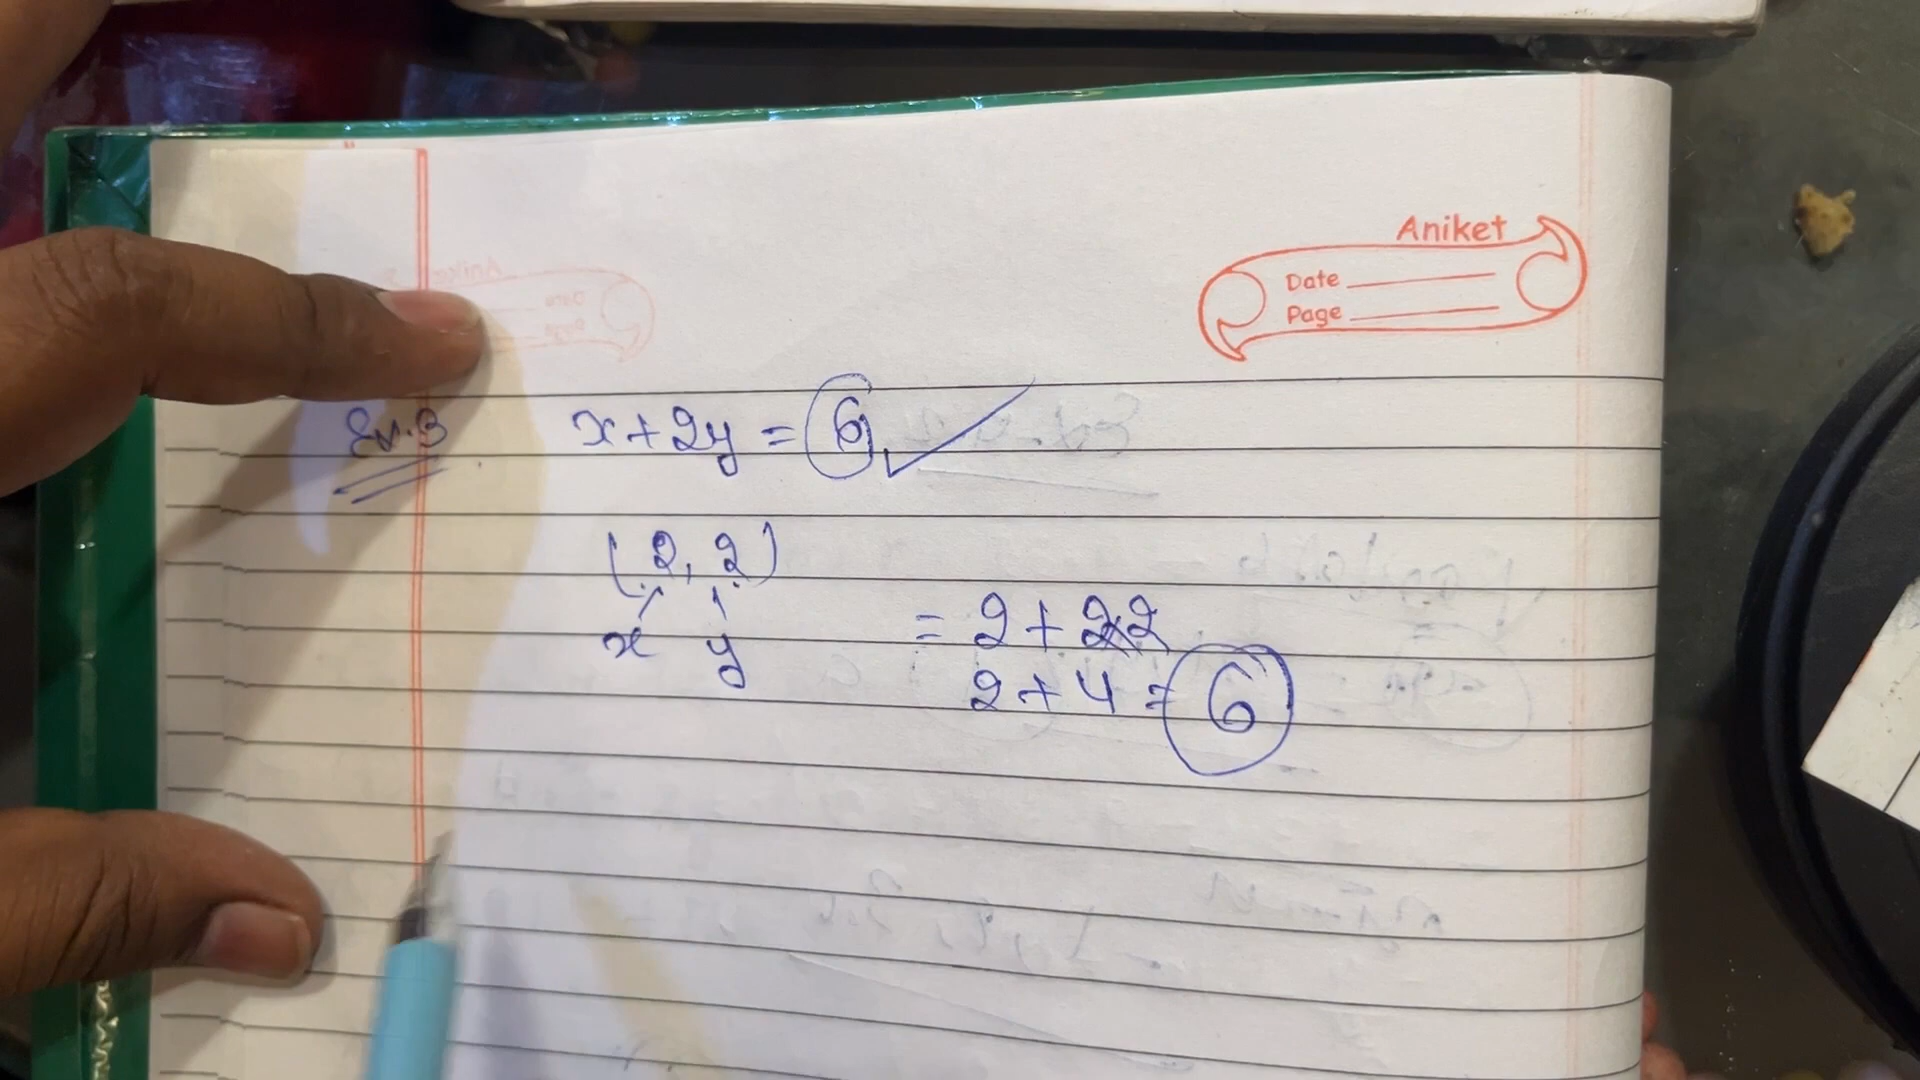 Aniket
Date
Page
Ex.3 x+2y = 6
(2, 2)
x y
= 2 + 2×2
2 + 4 = 6